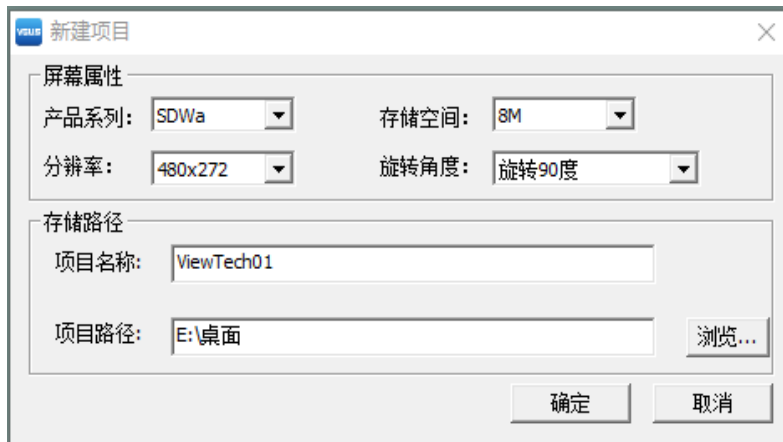 VGUS 新建项目
屏幕属性
产品系列: SDWa 存储空间: 8M
分辨率: 480x272 旋转角度: 旋转90度
存储路径
项目名称: ViewTech01
项目路径: E:\桌面 浏览...
确定 取消